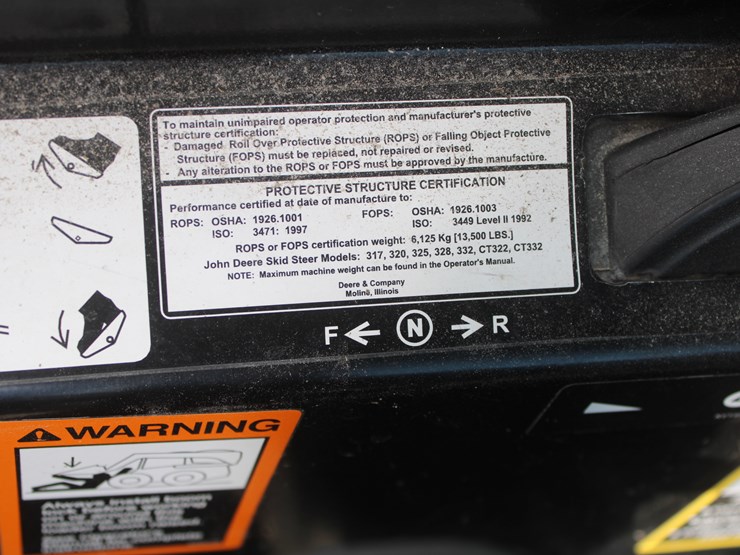 To maintain unimpaired operator protection and manufacturer's protective
structure certification:
- Damaged Roll Over Protective Structure (ROPS) or Falling Object Protective
Structure (FOPS) must be replaced, not repaired or revised.
- Any alteration to the ROPS or FOPS must be approved by the manufacture.
PROTECTIVE STRUCTURE CERTIFICATION
Performance certified at date of manufacture to:
ROPS: OSHA: 1926.1001 FOPS: OSHA: 1926.1003
ISO: 3471: 1997 ISO: 3449 Level II 1992
ROPS or FOPS certification weight: 6,125 Kg [13,500 LBS.]
John Deere Skid Steer Models: 317, 320, 325, 328, 332, CT322, CT332
NOTE: Maximum machine weight can be found in the Operator's Manual.
Deere & Company
Moline, Illinois
F N R
=
WARNING
Always install boom